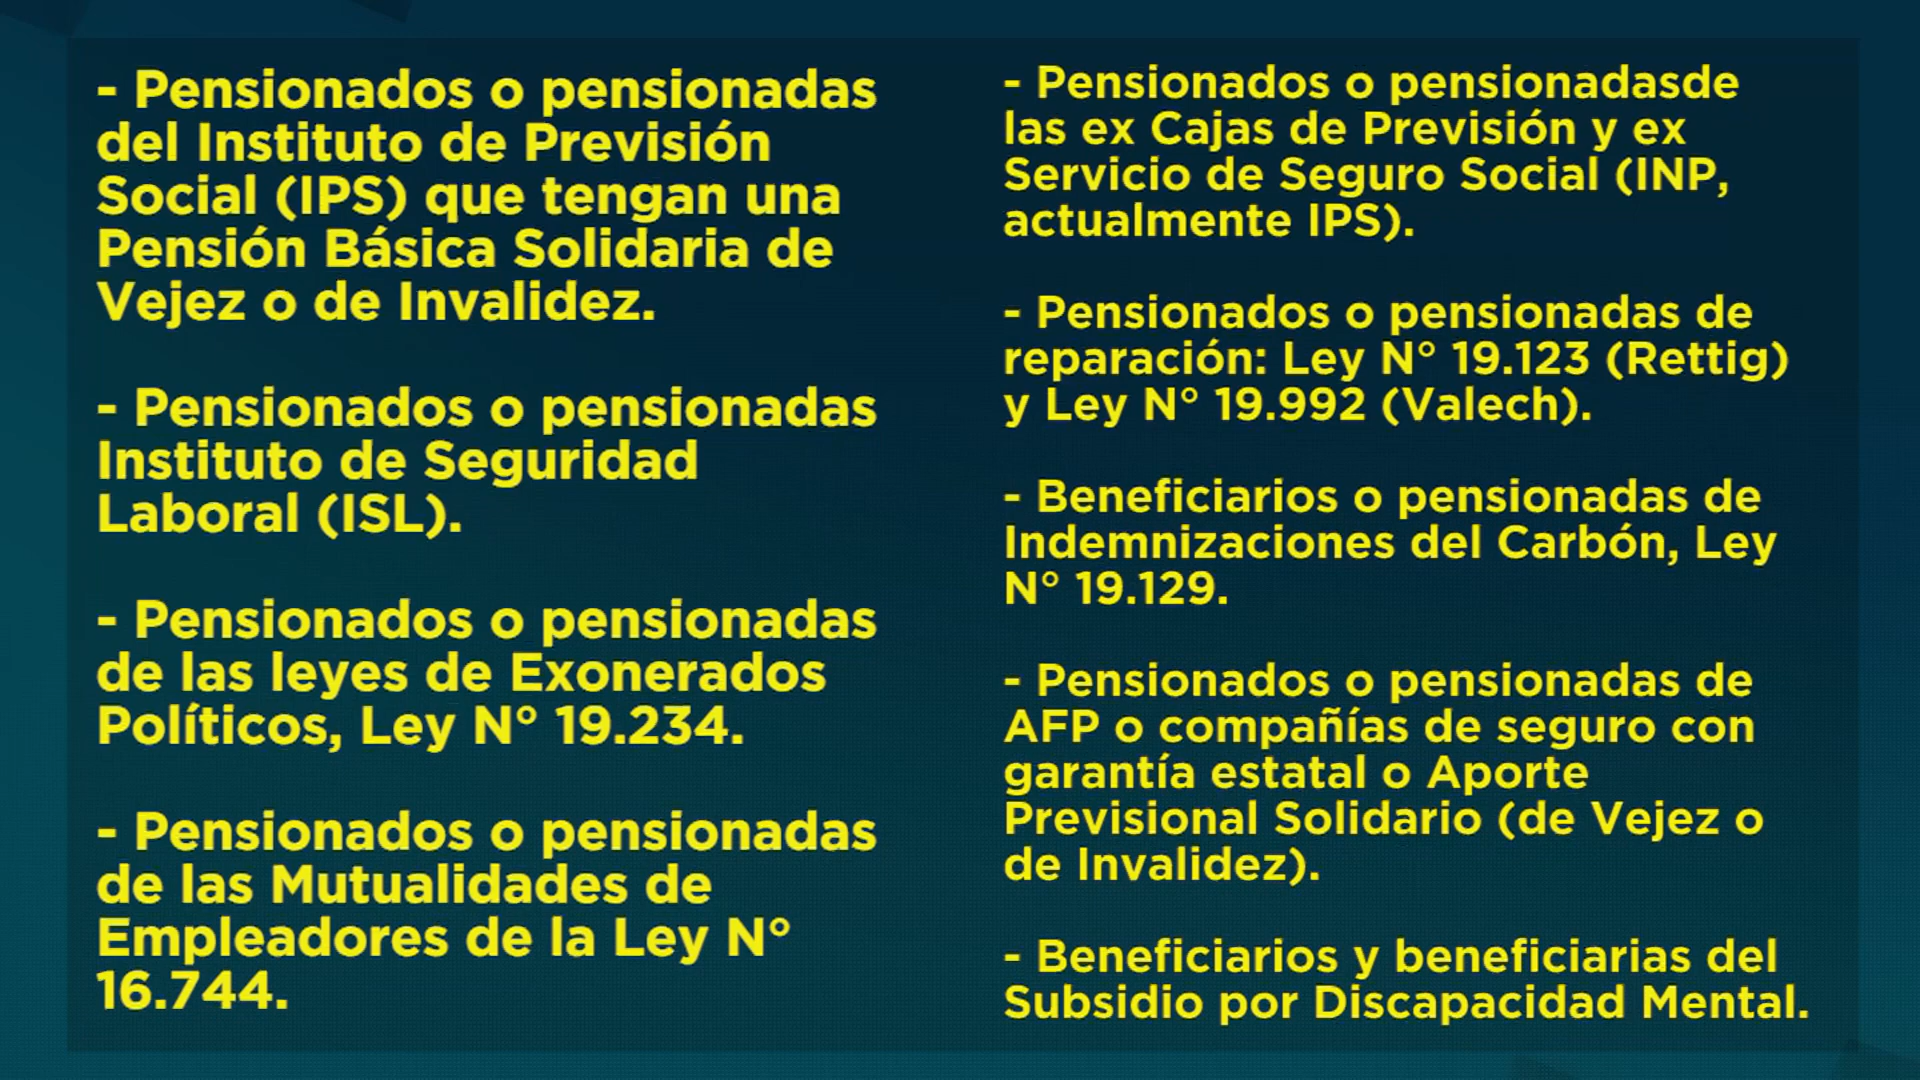 - Pensionados o pensionadas
del Instituto de Previsión
Social (IPS) que tengan una
Pensión Básica Solidaria de
Vejez o de Invalidez.
- Pensionados o pensionadas
Instituto de Seguridad
Laboral (ISL).
- Pensionados o pensionadas
de las leyes de Exonerados
Políticos, Ley N° 19.234.
- Pensionados o pensionadas
de las Mutualidades de
Empleadores de la Ley N°
16.744.
- Pensionados o pensionadasde
las ex Cajas de Previsión y ex
Servicio de Seguro Social (INP,
actualmente IPS).
- Pensionados o pensionadas de
reparación: Ley N° 19.123 (Rettig)
y Ley N° 19.992 (Valech).
- Beneficiarios o pensionadas de
Indemnizaciones del Carbón, Ley
N° 19.129.
- Pensionados o pensionadas de
AFP o compañías de seguro con
garantía estatal o Aporte
Previsional Solidario (de Vejez o
de Invalidez).
- Beneficiarios y beneficiarias del
Subsidio por Discapacidad Mental.